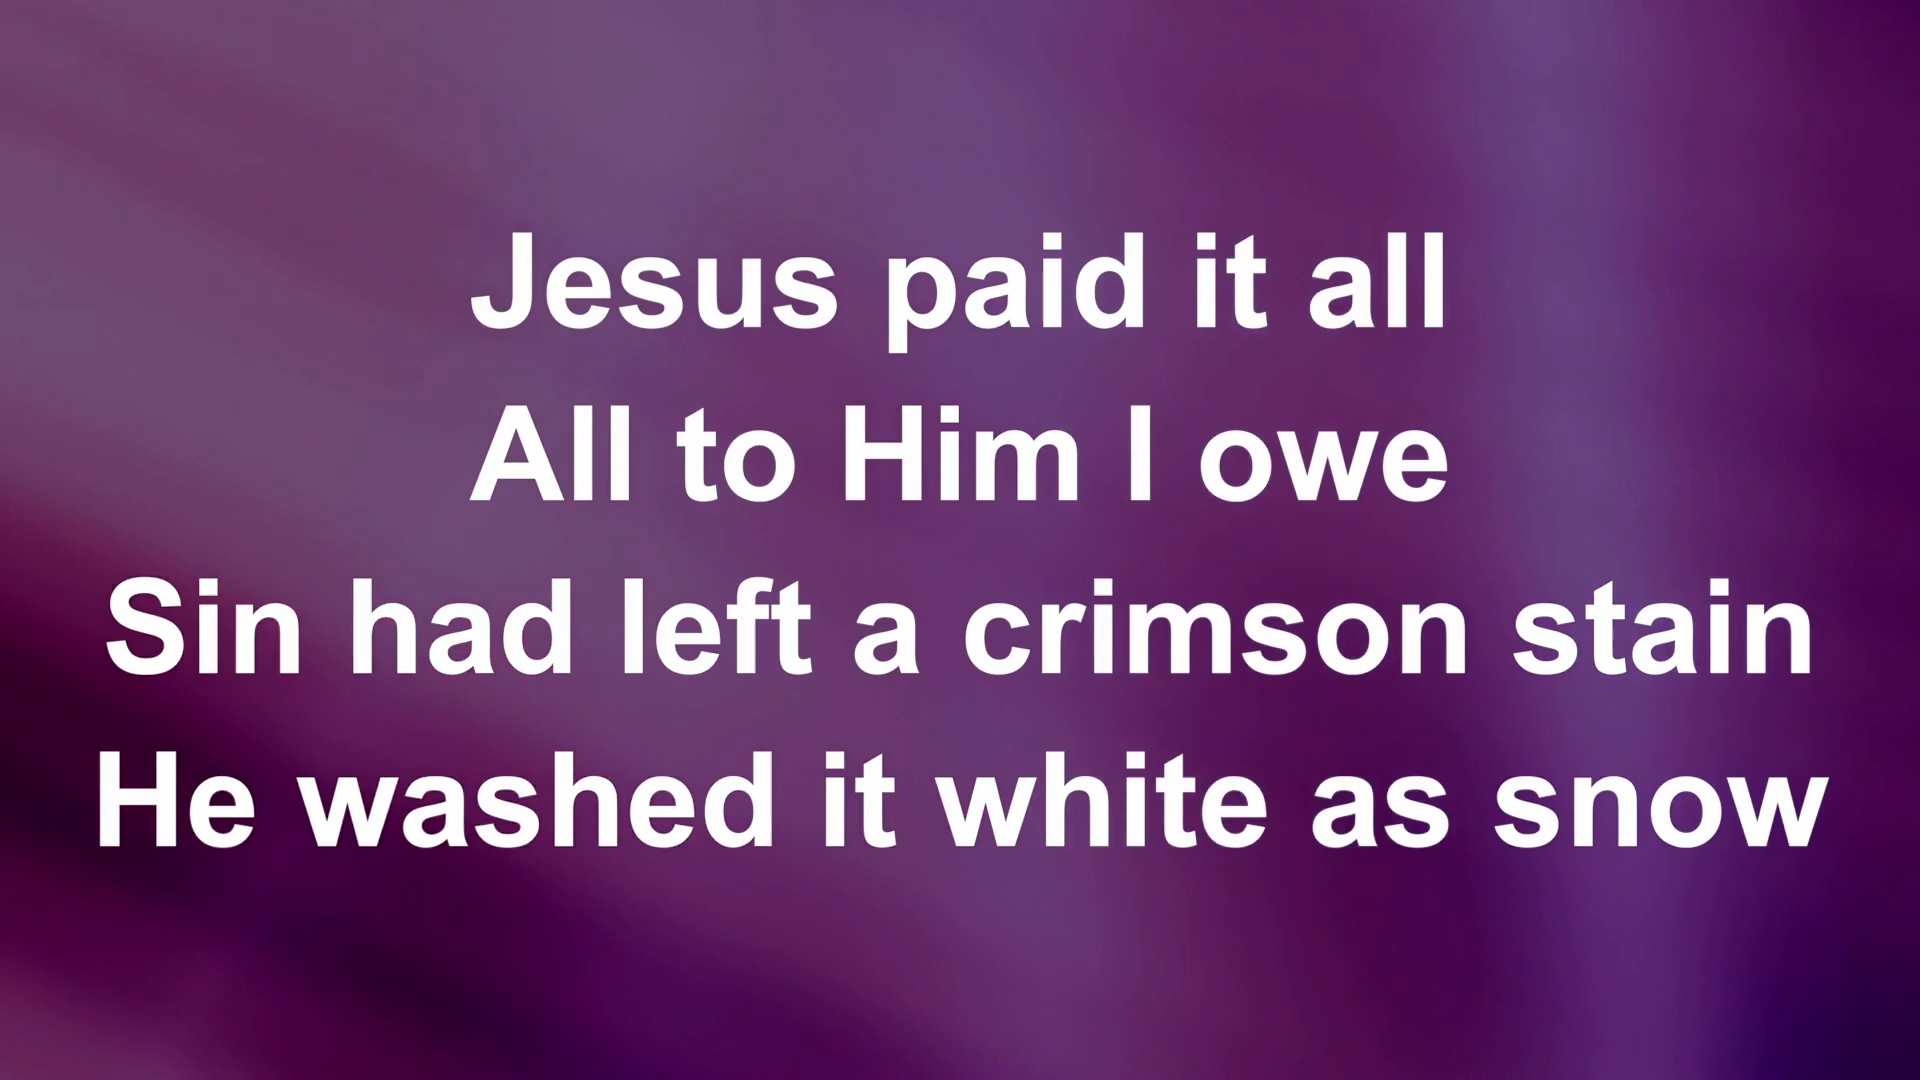 Jesus paid it all
All to Him I owe
Sin had left a crimson stain
He washed it white as snow